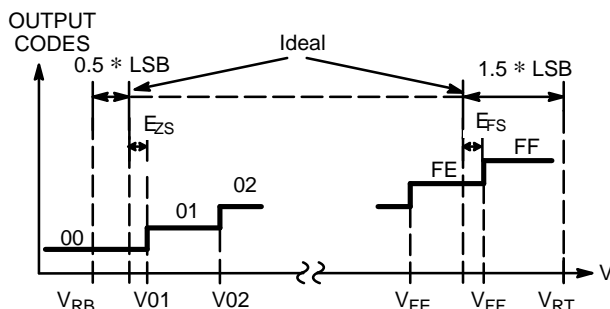 OUTPUT
CODES
Ideal
0.5 * LSB
1.5 * LSB
EZS
EFS
FF
FE
02
01
00
V
VRB
V01
V02
VFE
VFF
VRT